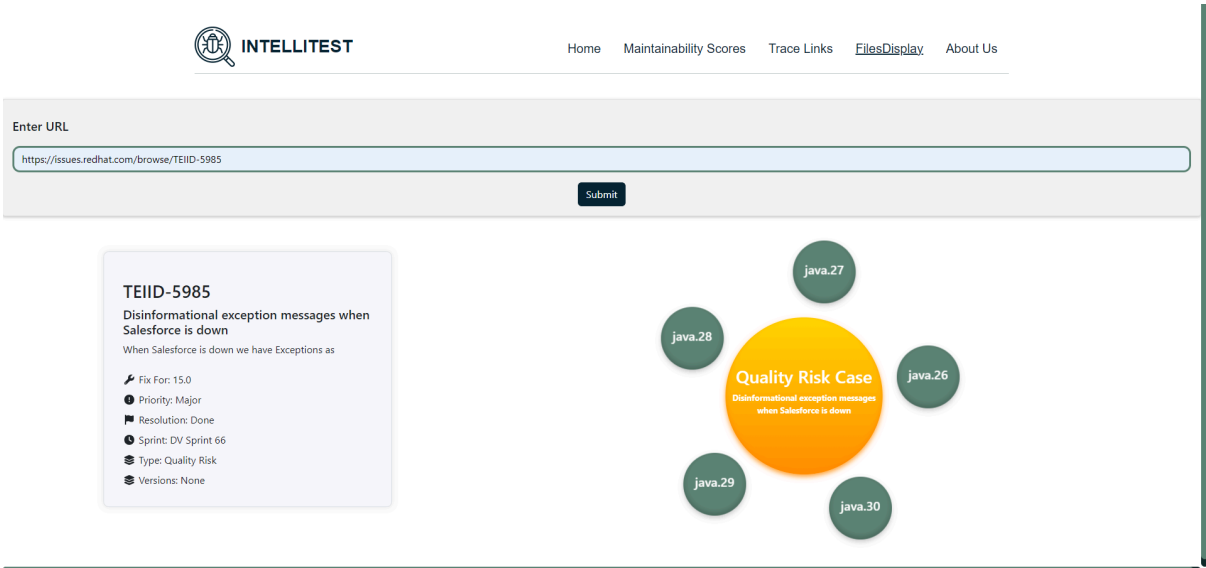 INTELLITEST
Home Maintainability Scores Trace Links FilesDisplay About Us
Enter URL
https://issues.redhat.com/browse/TEIID-5985
Submit
TEIID-5985
Disinformational exception messages when
Salesforce is down
When Salesforce is down we have Exceptions as
Fix For: 15.0
Priority: Major
Resolution: Done
Sprint: DV Sprint 66
Type: Quality Risk
Versions: None
java.27
java.28
Quality Risk Case
Disinformational exception messages
when Salesforce is down
java.26
java.29
java.30